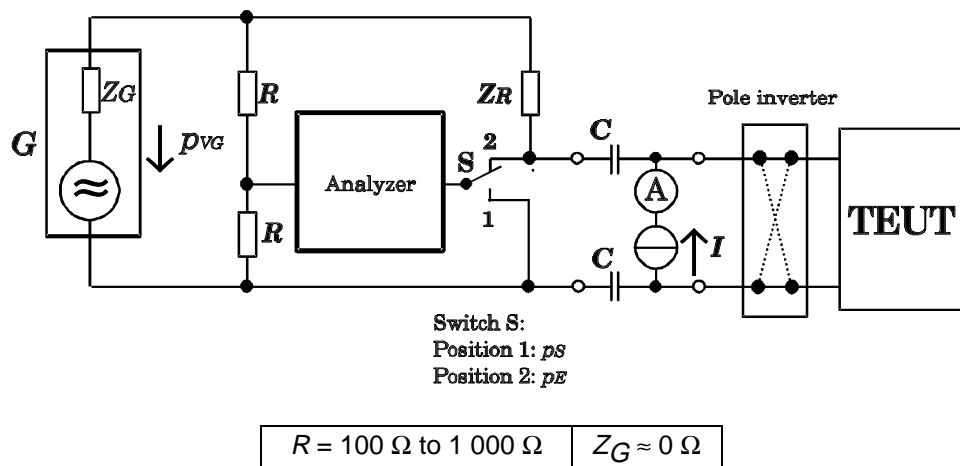 ZG
G
pVG
R
R
Analyzer
S
2
1
ZR
C
C
A
I
Pole inverter
TEUT
Switch S:
Position 1: pS
Position 2: pE
R = 100 Ω to 1 000 Ω ZG ≈ 0 Ω